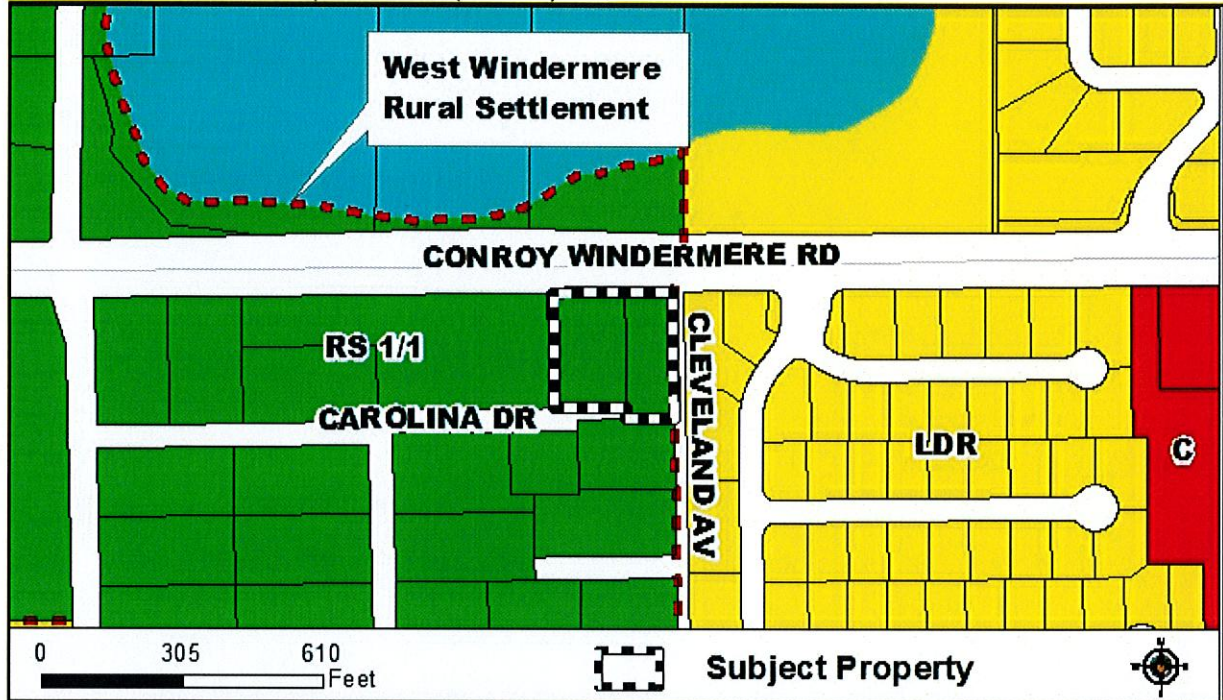 West Windermere
Rural Settlement
CONROY WINDERMERE RD
RS 1/1
CAROLINA DR
CLEVELAND AV
LDR
C
0 305 610
Feet
Subject Property
N